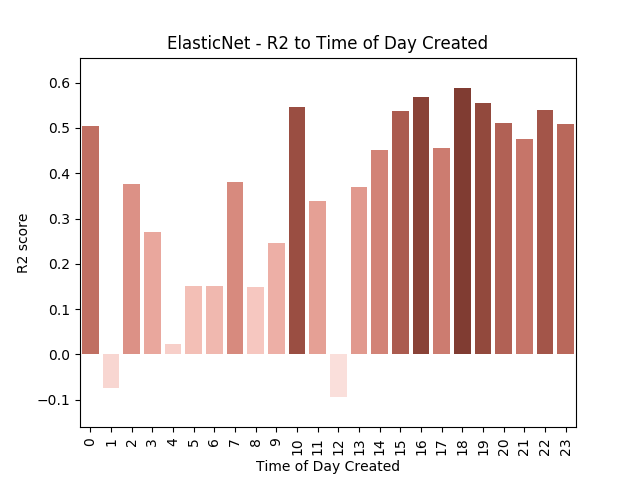 ElasticNet - R2 to Time of Day Created
R2 score
0.6
0.5
0.4
0.3
0.2
0.1
0.0
−0.1
0 1 2 3 4 5 6 7 8 9 10 11 12 13 14 15 16 17 18 19 20 21 22 23
Time of Day Created